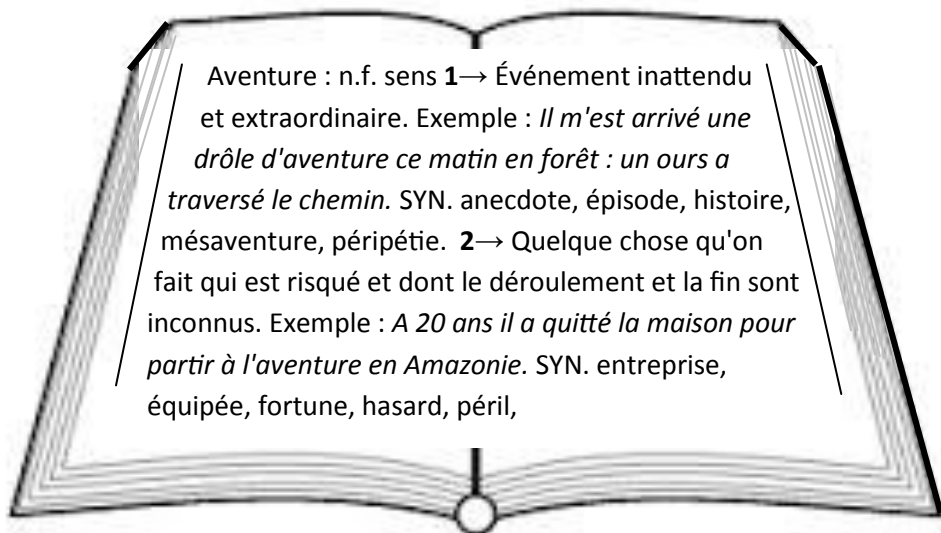 Aventure : n.f. sens 1→ Événement inattendu
et extraordinaire. Exemple : Il m'est arrivé une
drôle d'aventure ce matin en forêt : un ours a
traversé le chemin. SYN. anecdote, épisode, histoire,
mésaventure, péripétie. 2→ Quelque chose qu'on
fait qui est risqué et dont le déroulement et la fin sont
inconnus. Exemple : A 20 ans il a quitté la maison pour
partir à l'aventure en Amazonie. SYN. entreprise,
équipée, fortune, hasard, péril,